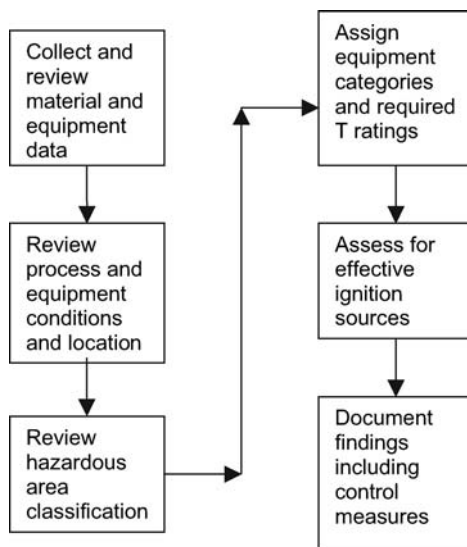 Collect and
review
material and
equipment
data
Review
process and
equipment
conditions
and location
Review
hazardous
area
classification
Assign
equipment
categories
and required
T ratings
Assess for
effective
ignition
sources
Document
findings
including
control
measures